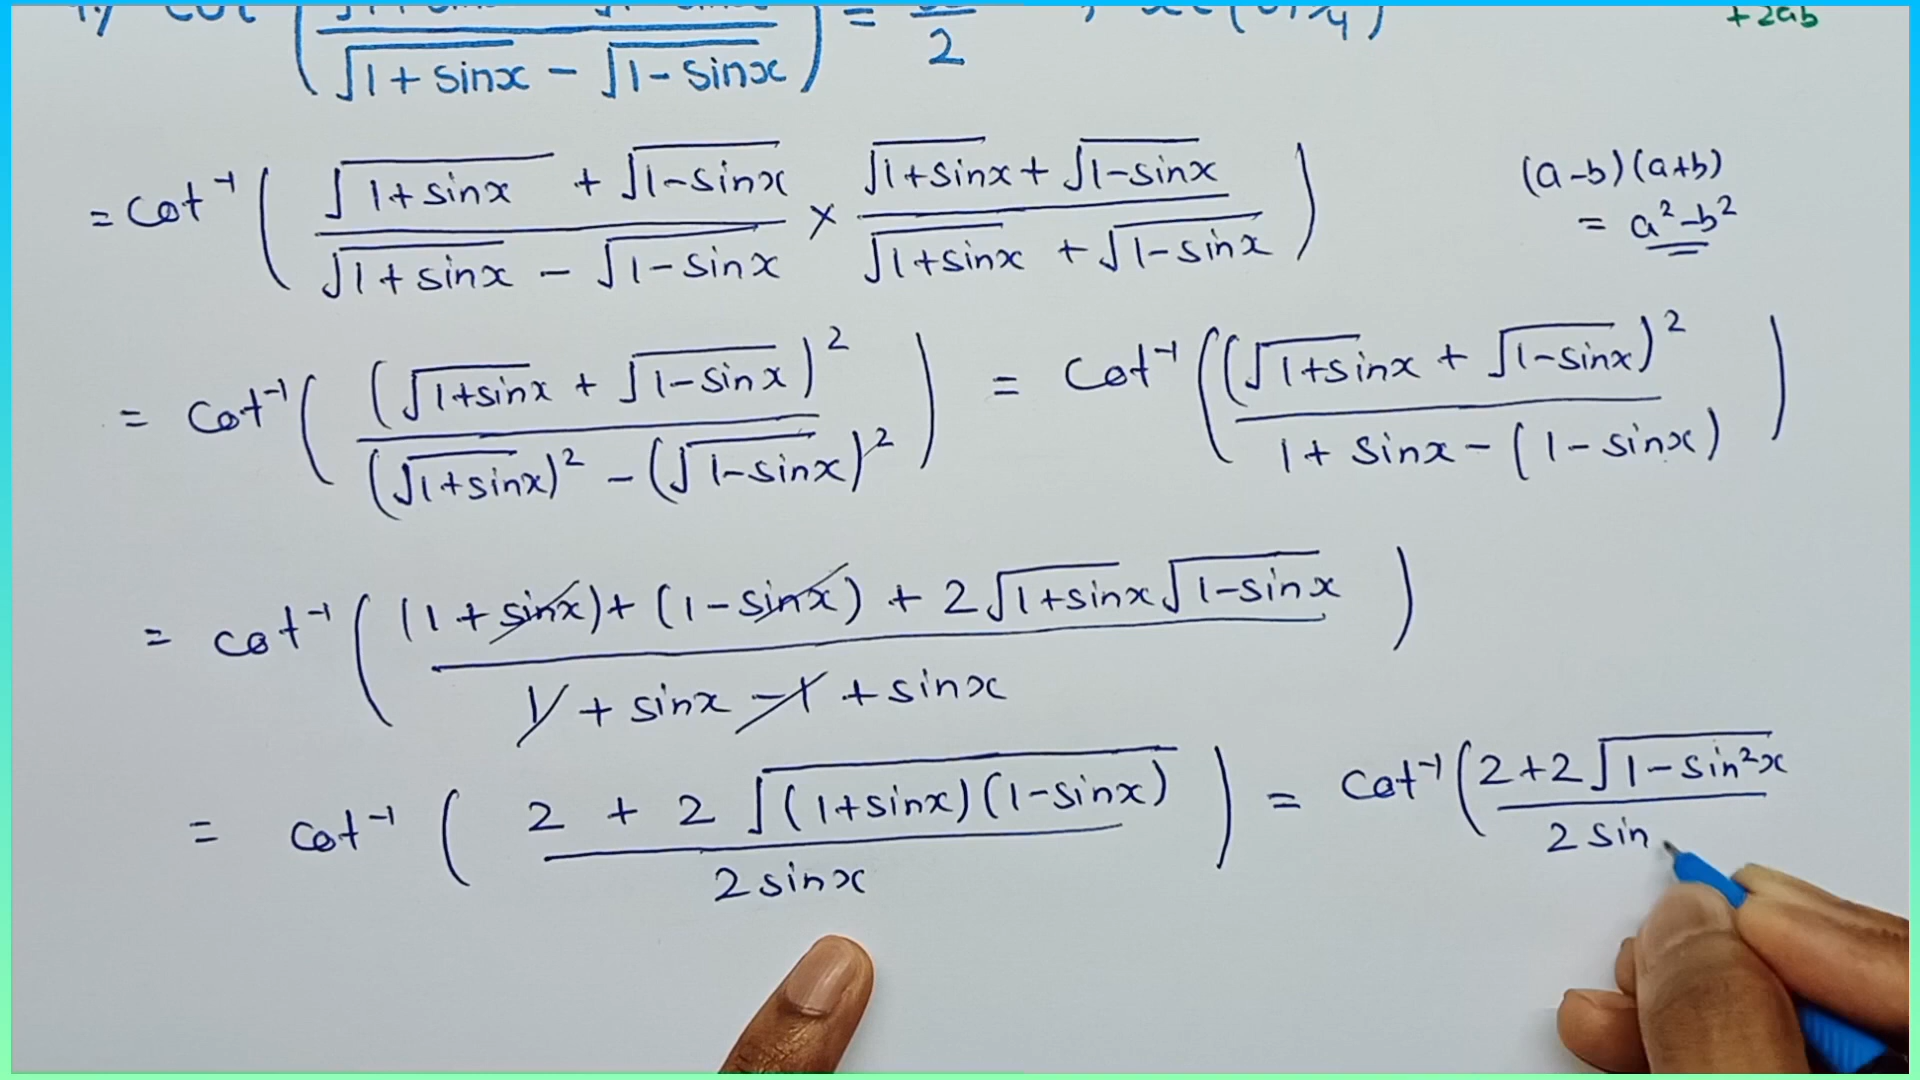 + 2ab
√1+sinx − √1−sinx 2
= cot⁻¹ ( √1+sinx + √1−sinx / √1+sinx − √1−sinx × √1+sinx + √1−sinx / √1+sinx + √1−sinx )
(a-b)(a+b)
= a²-b²
= cot⁻¹ ( (√1+sinx + √1−sinx)² / (√1+sinx)² − (√1−sinx)² ) = cot⁻¹ ( (√1+sinx + √1−sinx)² / 1+sinx − (1−sinx) )
= cot⁻¹ ( (1+sinx)+(1−sinx) + 2√1+sinx√1−sinx / 1+sinx −1 +sinx )
= cot⁻¹ ( 2 + 2√(1+sinx)(1−sinx) / 2sinx ) = cot⁻¹ ( 2+2√1−sin²x / 2 sin